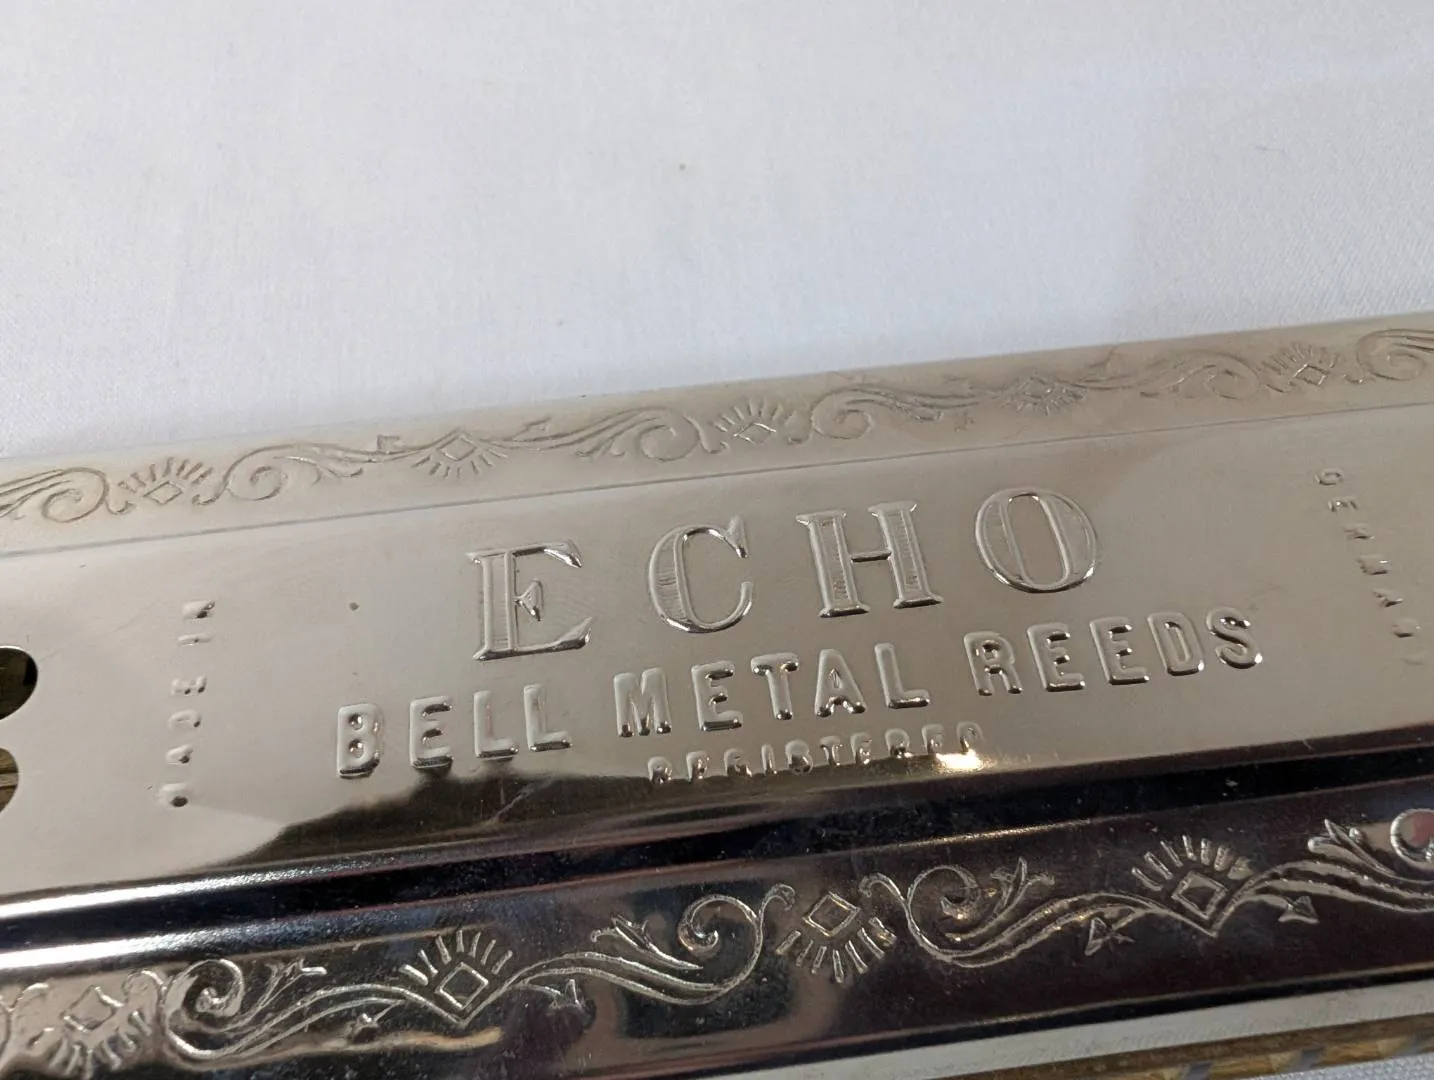 ECHO
BELL METAL REEDS
REGISTERED
MADE IN
GERMANY